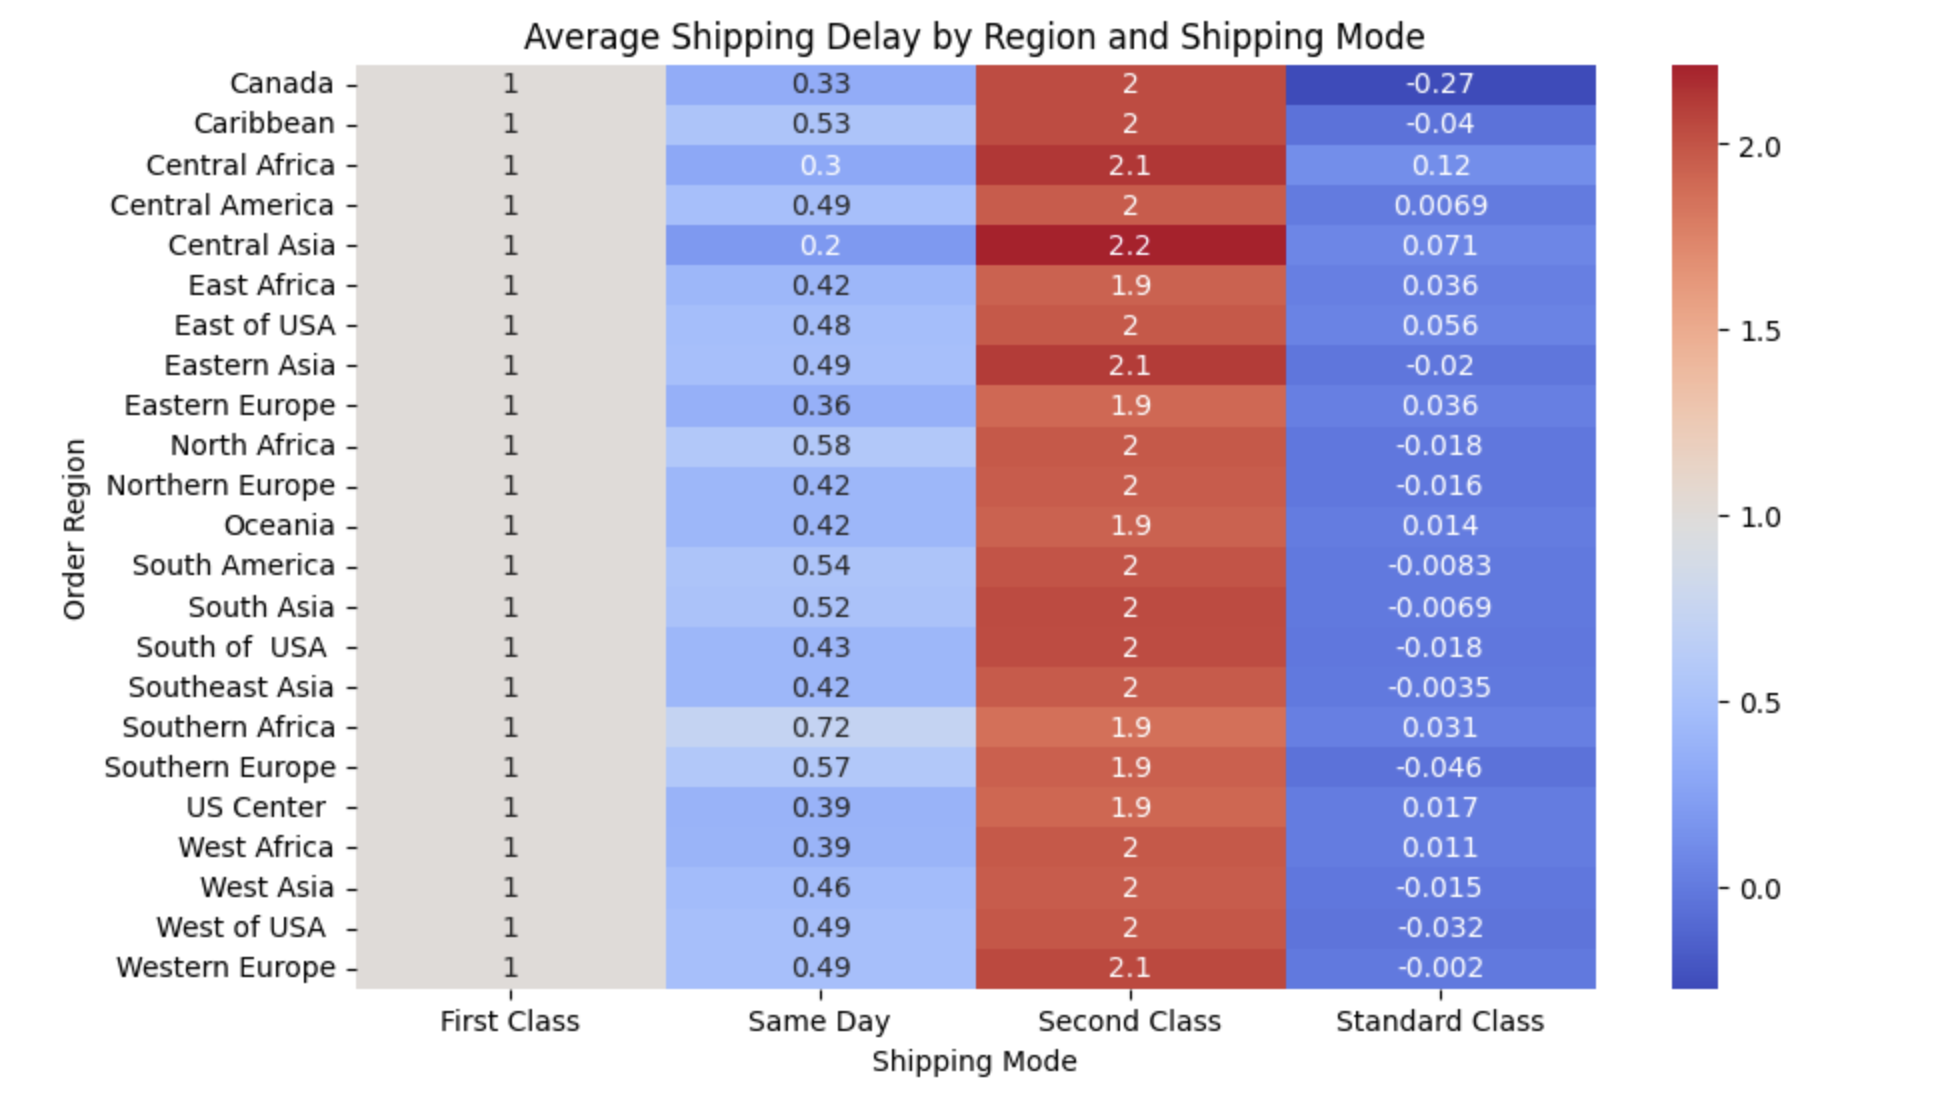 Average Shipping Delay by Region and Shipping Mode
Canada 1 0.33 2 -0.27
Caribbean 1 0.53 2 -0.04
Central Africa 1 0.3 2.1 0.12
Central America 1 0.49 2 0.0069
Central Asia 1 0.2 2.2 0.071
East Africa 1 0.42 1.9 0.036
East of USA 1 0.48 2 0.056
Eastern Asia 1 0.49 2.1 -0.02
Eastern Europe 1 0.36 1.9 0.036
North Africa 1 0.58 2 -0.018
Northern Europe 1 0.42 2 -0.016
Oceania 1 0.42 1.9 0.014
South America 1 0.54 2 -0.0083
South Asia 1 0.52 2 -0.0069
South of  USA 1 0.43 2 -0.018
Southeast Asia 1 0.42 2 -0.0035
Southern Africa 1 0.72 1.9 0.031
Southern Europe 1 0.57 1.9 -0.046
US Center 1 0.39 1.9 0.017
West Africa 1 0.39 2 0.011
West Asia 1 0.46 2 -0.015
West of USA 1 0.49 2 -0.032
Western Europe 1 0.49 2.1 -0.002
First Class Same Day Second Class Standard Class
Shipping Mode
Order Region
2.0
1.5
1.0
0.5
0.0